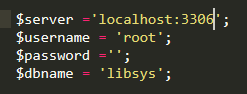 $server ='localhost:3306';
$username = 'root';
$password ='';
$dbname = 'libsys';